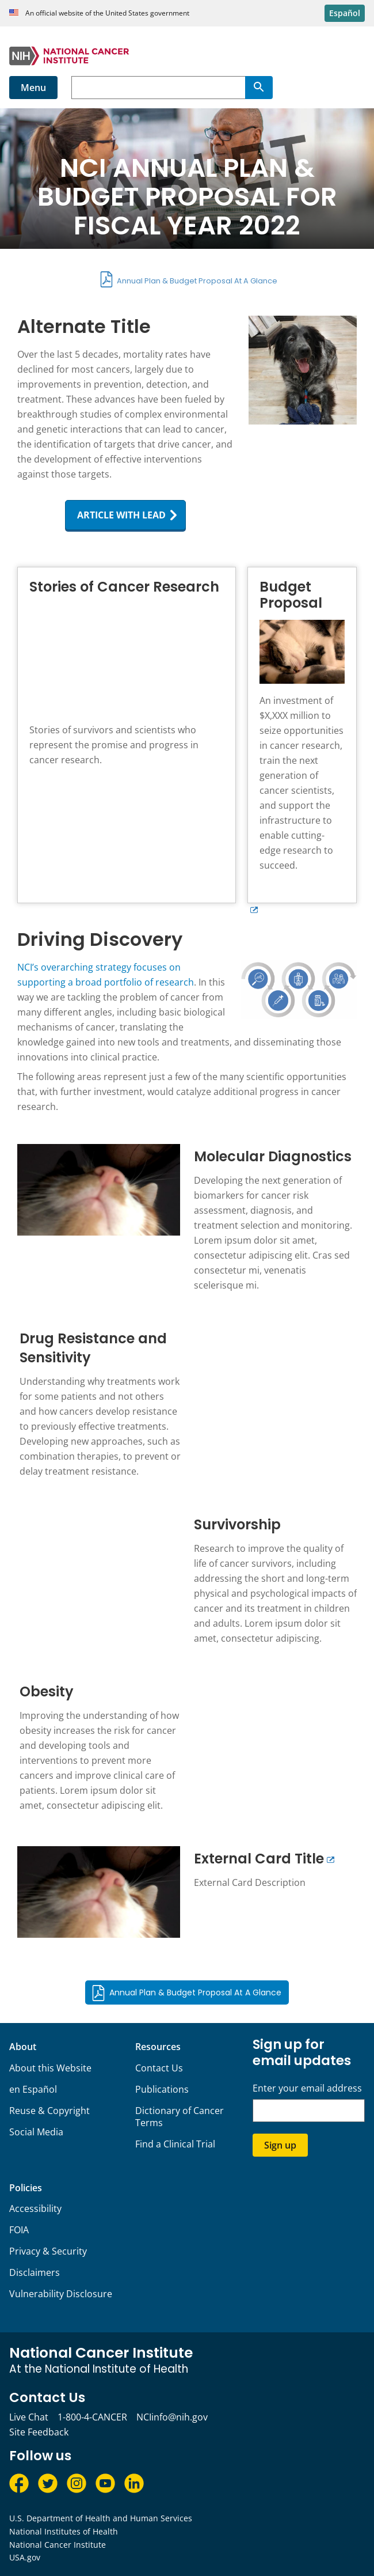 An official website of the United States government
Español
NIH
NATIONAL CANCER
INSTITUTE
Menu
NCI ANNUAL PLAN &
BUDGET PROPOSAL FOR
FISCAL YEAR 2022
Annual Plan & Budget Proposal At A Glance
Alternate Title
Over the last 5 decades, mortality rates have
declined for most cancers, largely due to
improvements in prevention, detection, and
treatment. These advances have been fueled by
breakthrough studies of complex environmental
and genetic interactions that can lead to cancer,
the identification of targets that drive cancer, and
the development of effective interventions
against those targets.
ARTICLE WITH LEAD
Stories of Cancer Research
Stories of survivors and scientists who
represent the promise and progress in
cancer research.
Budget
Proposal
An investment of
$X,XXX million to
seize opportunities
in cancer research,
train the next
generation of
cancer scientists,
and support the
infrastructure to
enable cutting-
edge research to
succeed.
Driving Discovery
NCI's overarching strategy focuses on
supporting a broad portfolio of research. In this
way we are tackling the problem of cancer from
many different angles, including basic biological
mechanisms of cancer, translating the
knowledge gained into new tools and treatments, and disseminating those
innovations into clinical practice.
The following areas represent just a few of the many scientific opportunities
that, with further investment, would catalyze additional progress in cancer
research.
Molecular Diagnostics
Developing the next generation of
biomarkers for cancer risk
assessment, diagnosis, and
treatment selection and monitoring.
Lorem ipsum dolor sit amet,
consectetur adipiscing elit. Cras sed
consectetur mi, venenatis
scelerisque mi.
Drug Resistance and
Sensitivity
Understanding why treatments work
for some patients and not others
and how cancers develop resistance
to previously effective treatments.
Developing new approaches, such as
combination therapies, to prevent or
delay treatment resistance.
Survivorship
Research to improve the quality of
life of cancer survivors, including
addressing the short and long-term
physical and psychological impacts of
cancer and its treatment in children
and adults. Lorem ipsum dolor sit
amet, consectetur adipiscing.
Obesity
Improving the understanding of how
obesity increases the risk for cancer
and developing tools and
interventions to prevent more
cancers and improve clinical care of
patients. Lorem ipsum dolor sit
amet, consectetur adipiscing elit.
External Card Title
External Card Description
Annual Plan & Budget Proposal At A Glance
About
About this Website
en Español
Reuse & Copyright
Social Media
Resources
Contact Us
Publications
Dictionary of Cancer
Terms
Find a Clinical Trial
Sign up for
email updates
Enter your email address
Sign up
Policies
Accessibility
FOIA
Privacy & Security
Disclaimers
Vulnerability Disclosure
National Cancer Institute
At the National Institute of Health
Contact Us
Live Chat 1-800-4-CANCER NCIinfo@nih.gov
Site Feedback
Follow us
U.S. Department of Health and Human Services
National Institutes of Health
National Cancer Institute
USA.gov